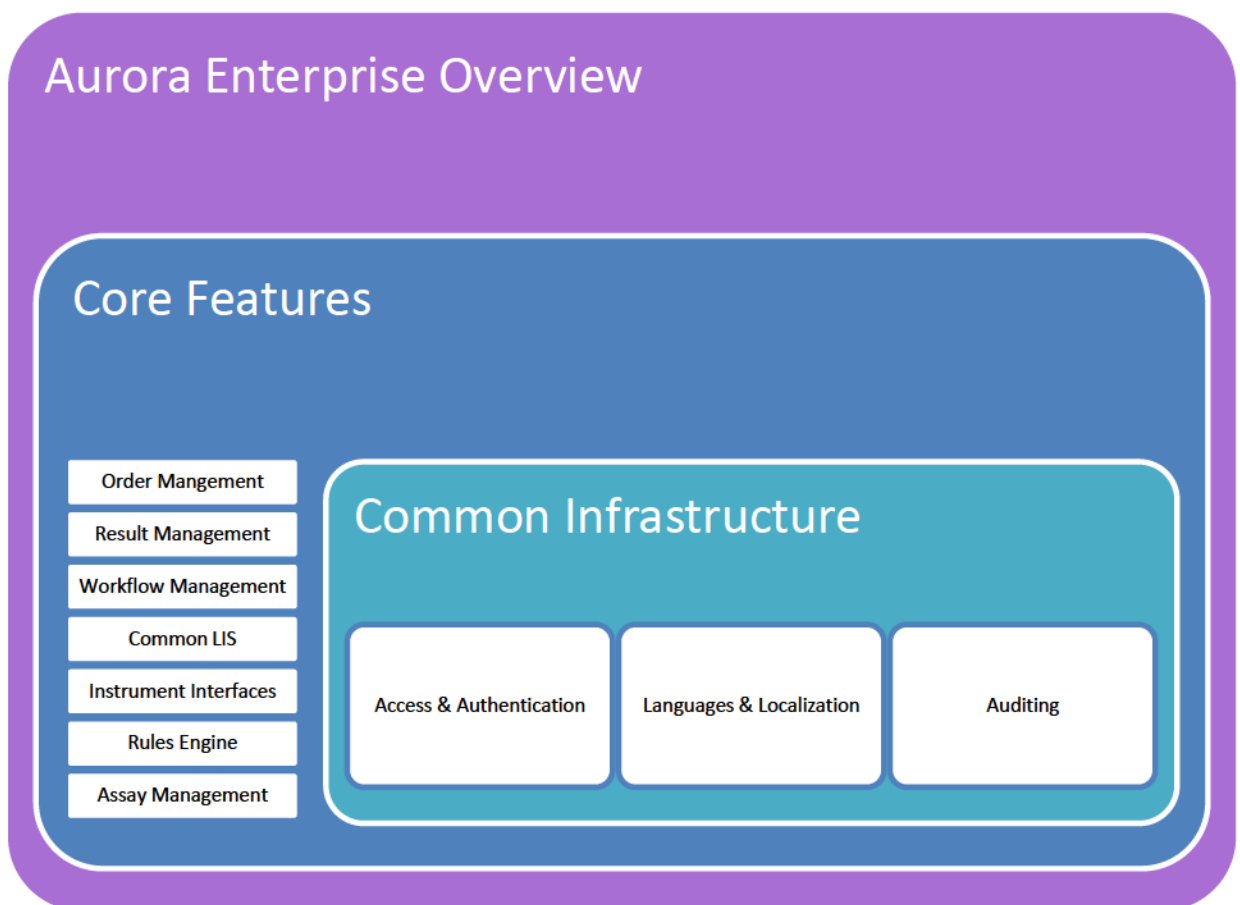 Aurora Enterprise Overview
Core Features
Order Mangement
Result Management
Workflow Management
Common LIS
Instrument Interfaces
Rules Engine
Assay Management
Common Infrastructure
Access & Authentication
Languages & Localization
Auditing